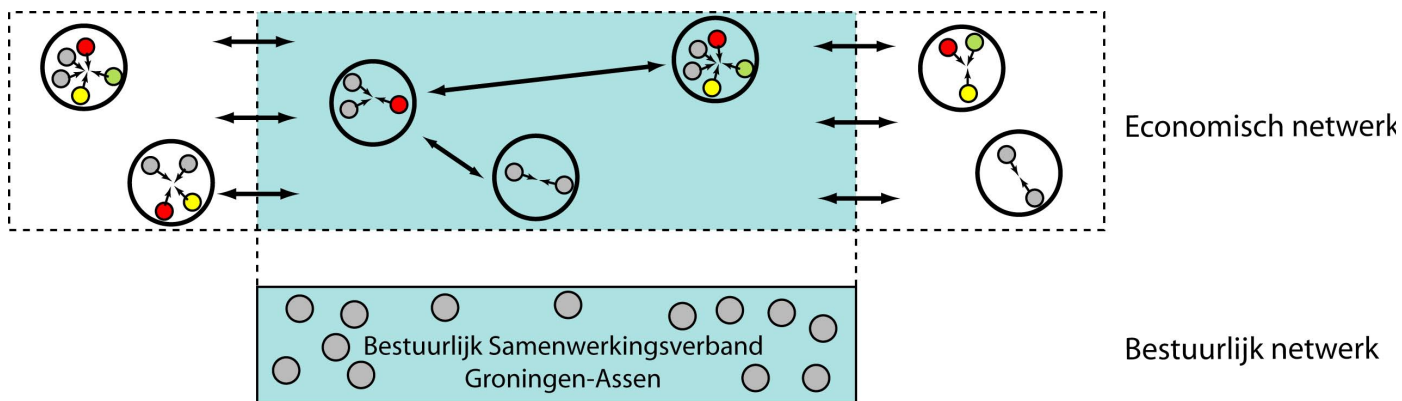 Economisch netwerk
Bestuurlijk Samenwerkingsverband
Groningen-Assen
Bestuurlijk netwerk